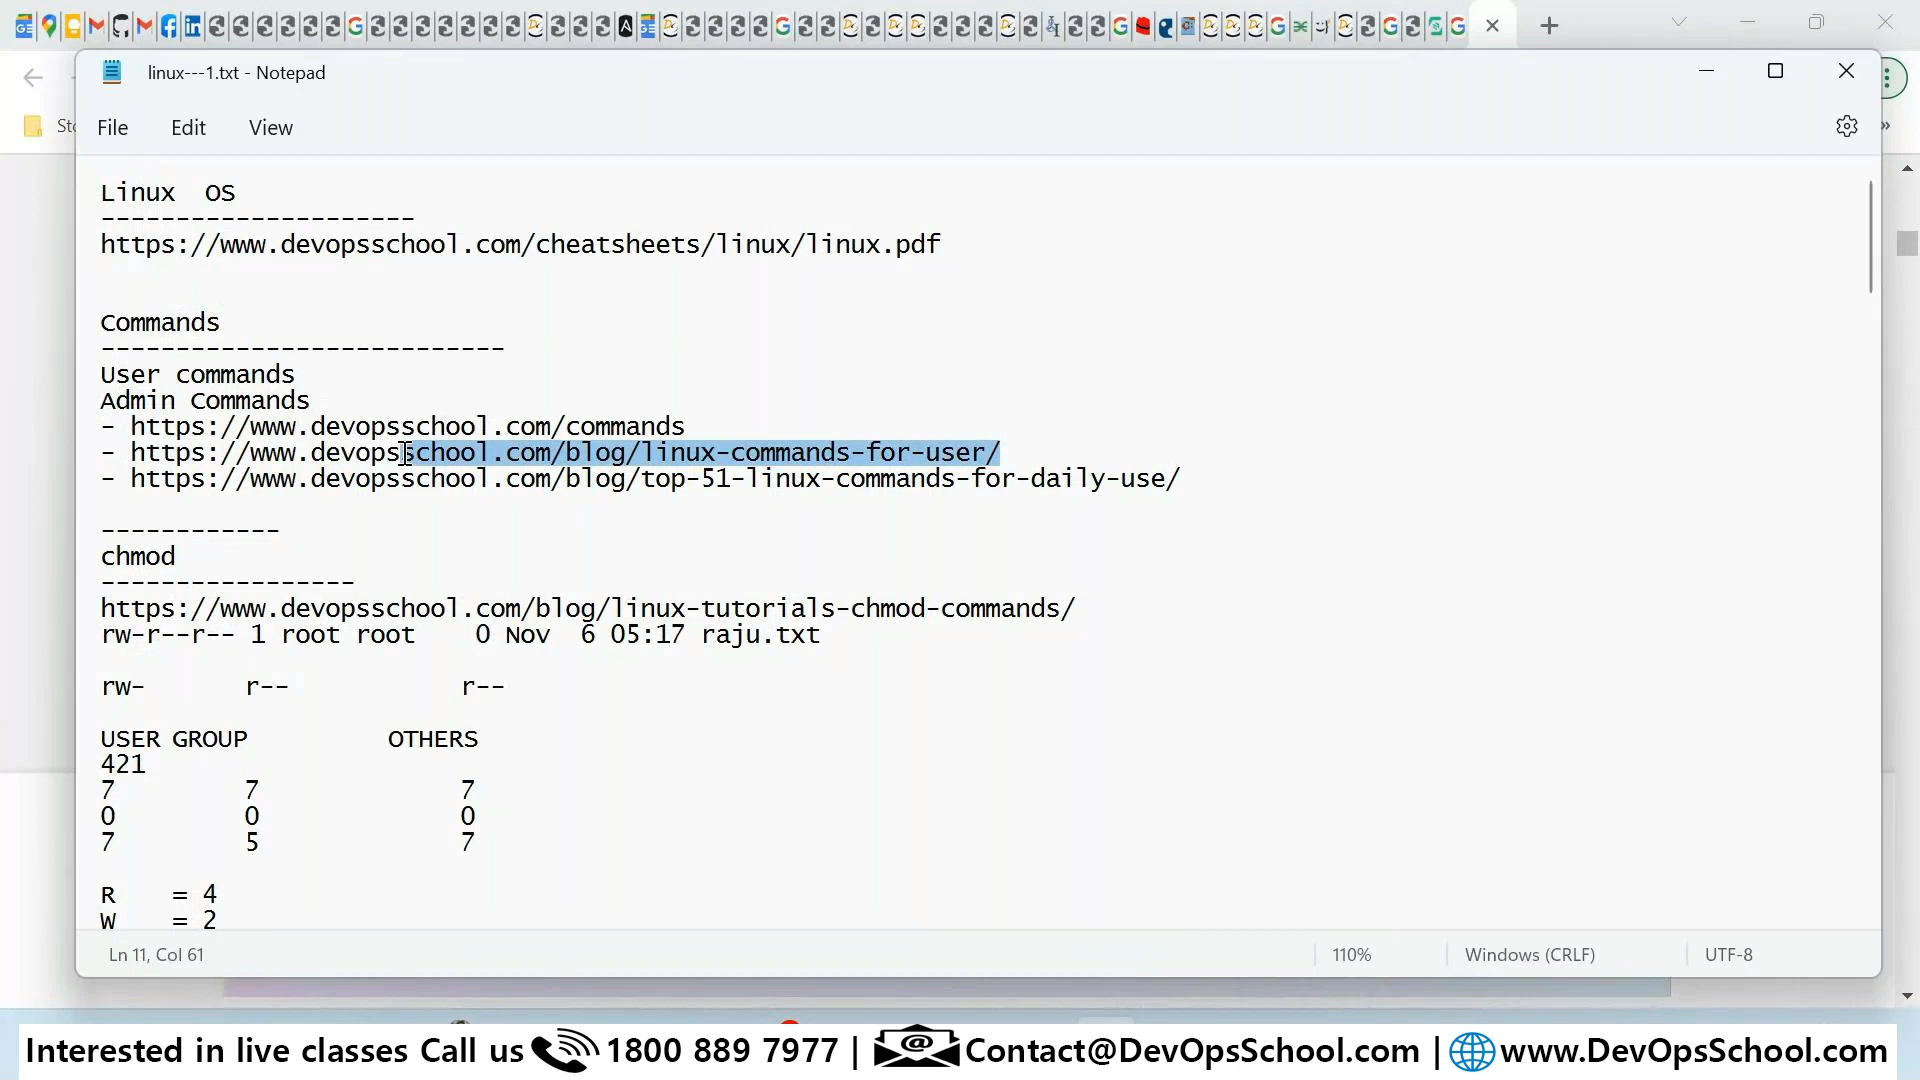 linux---1.txt - Notepad
File Edit View
Linux  OS
---------------------
https://www.devopsschool.com/cheatsheets/linux/linux.pdf
Commands
---------------------------
User commands
Admin Commands
- https://www.devopsschool.com/commands
- https://www.devopsschool.com/blog/linux-commands-for-user/
- https://www.devopsschool.com/blog/top-51-linux-commands-for-daily-use/
------------
chmod
-----------------
https://www.devopsschool.com/blog/linux-tutorials-chmod-commands/
rw-r--r-- 1 root root    0 Nov  6 05:17 raju.txt
rw-       r--            r--
USER GROUP          OTHERS
421
7         7              7
0         0              0
7         5              7
R    = 4
W    = 2
Ln 11, Col 61 110% Windows (CRLF) UTF-8
Interested in live classes Call us 1800 889 7977 | Contact@DevOpsSchool.com | www.DevOpsSchool.com